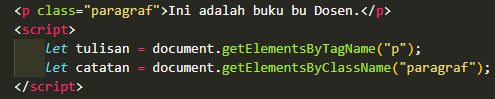 <p class="paragraf">Ini adalah buku bu Dosen.</p>
<script>
let tulisan = document.getElementsByTagName("p");
let catatan = document.getElementsByClassName("paragraf");
</script>